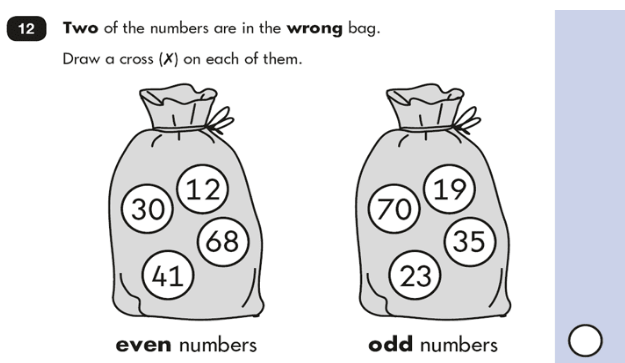 12 Two of the numbers are in the wrong bag.
Draw a cross (✗) on each of them.
30 12 68 41
70 19 35 23
even numbers
odd numbers